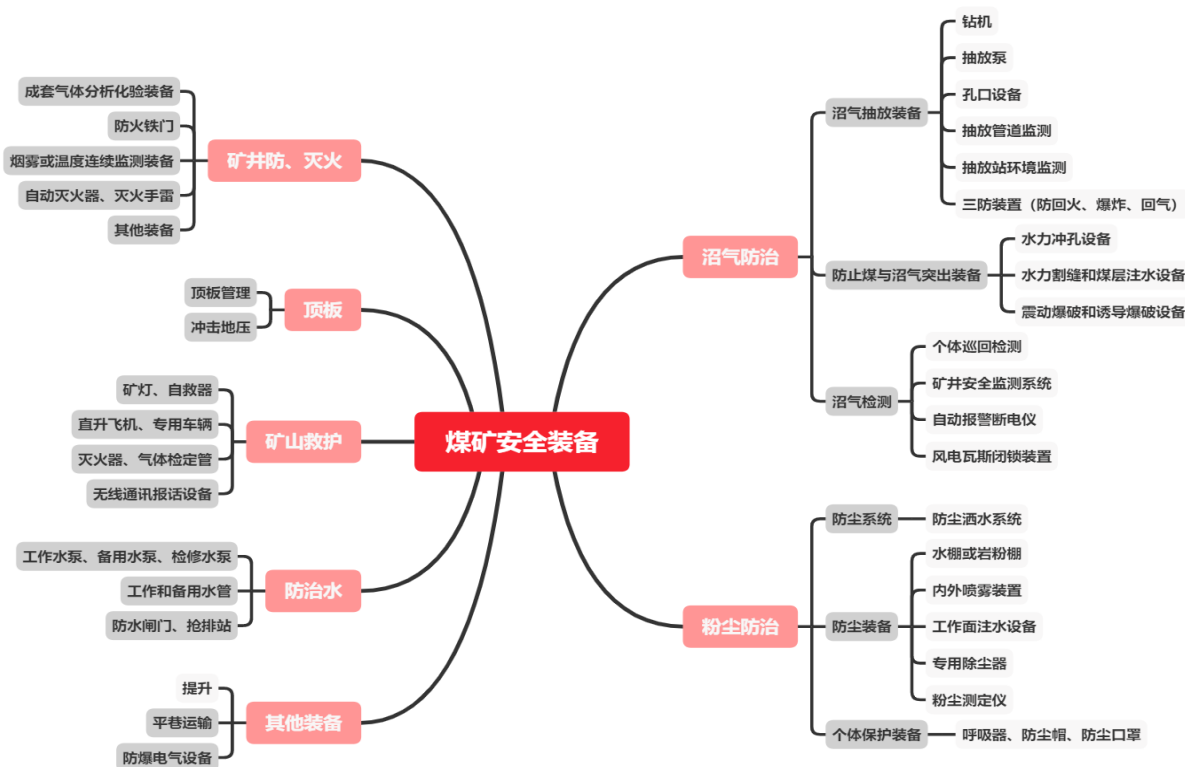 煤矿安全装备
沼气防治
沼气抽放装备
钻机
抽放泵
孔口设备
抽放管道监测
抽放站环境监测
三防装置（防回火、爆炸、回气）
防止煤与沼气突出装备
水力冲孔设备
水力割缝和煤层注水设备
震动爆破和诱导爆破设备
沼气检测
个体巡回检测
矿井安全监测系统
自动报警断电仪
风电瓦斯闭锁装置
粉尘防治
防尘系统
防尘洒水系统
防尘装备
水棚或岩粉棚
内外喷雾装置
工作面注水设备
专用除尘器
粉尘测定仪
个体保护装备
呼吸器、防尘帽、防尘口罩
矿井防、灭火
成套气体分析化验装备
防火铁门
烟雾或温度连续监测装备
自动灭火器、灭火手雷
其他装备
顶板
顶板管理
冲击地压
矿山救护
矿灯、自救器
直升飞机、专用车辆
灭火器、气体检定管
无线通讯报话设备
防治水
工作水泵、备用水泵、检修水泵
工作和备用水管
防水闸门、抢排站
其他装备
提升
平巷运输
防爆电气设备